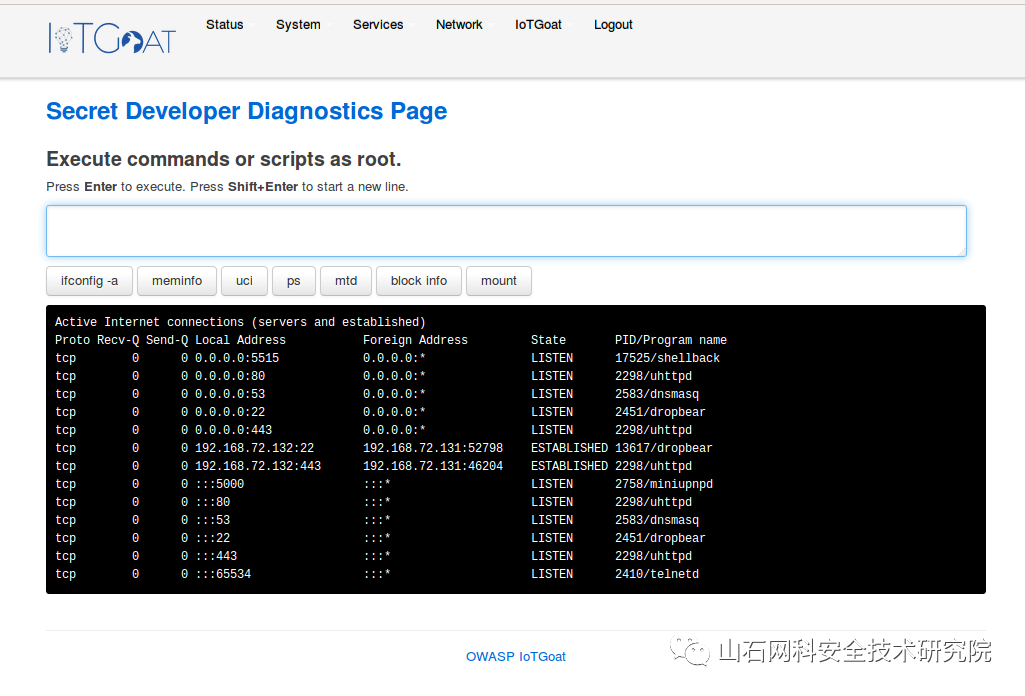 IoTGoat
Status System Services Network IoTGoat Logout
Secret Developer Diagnostics Page
Execute commands or scripts as root.
Press Enter to execute. Press Shift+Enter to start a new line.
ifconfig -a meminfo uci ps mtd block info mount
Active Internet connections (servers and established)
Proto Recv-Q Send-Q Local Address Foreign Address State PID/Program name
tcp 0 0 0.0.0.0:5515 0.0.0.0:* LISTEN 17525/shellback
tcp 0 0 0.0.0.0:80 0.0.0.0:* LISTEN 2298/uhttpd
tcp 0 0 0.0.0.0:53 0.0.0.0:* LISTEN 2583/dnsmasq
tcp 0 0 0.0.0.0:22 0.0.0.0:* LISTEN 2451/dropbear
tcp 0 0 0.0.0.0:443 0.0.0.0:* LISTEN 2298/uhttpd
tcp 0 0 192.168.72.132:22 192.168.72.131:52798 ESTABLISHED 13617/dropbear
tcp 0 0 192.168.72.132:443 192.168.72.131:46204 ESTABLISHED 2298/uhttpd
tcp 0 0 :::5000 :::* LISTEN 2758/miniupnpd
tcp 0 0 :::80 :::* LISTEN 2298/uhttpd
tcp 0 0 :::53 :::* LISTEN 2583/dnsmasq
tcp 0 0 :::22 :::* LISTEN 2451/dropbear
tcp 0 0 :::443 :::* LISTEN 2298/uhttpd
tcp 0 0 :::65534 :::* LISTEN 2410/telnetd
OWASP IoTGoat
山石网科安全技术研究院